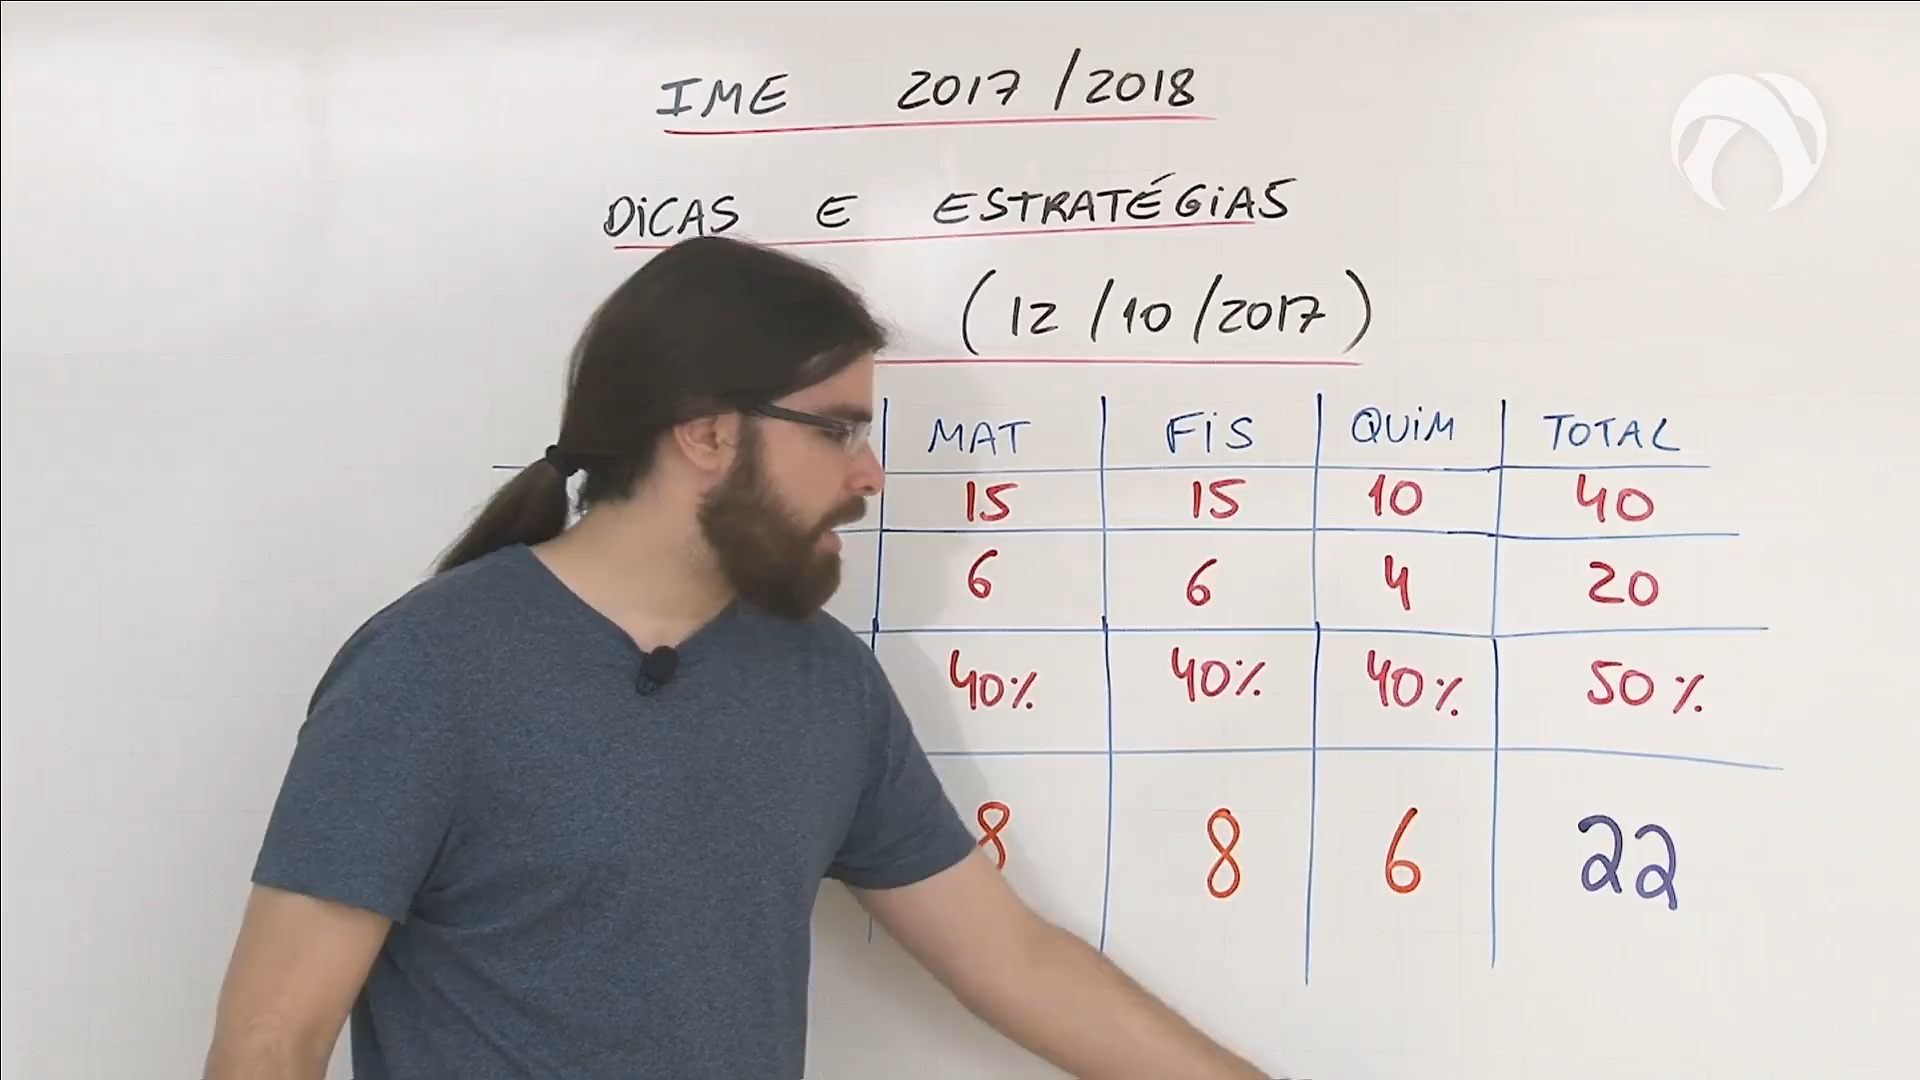 IME 2017/2018
DICAS E ESTRATÉGIAS
(12/10/2017)
MAT FIS QUIM TOTAL
15 15 10 40
6 6 4 20
40% 40% 40% 50%
8 8 6 22